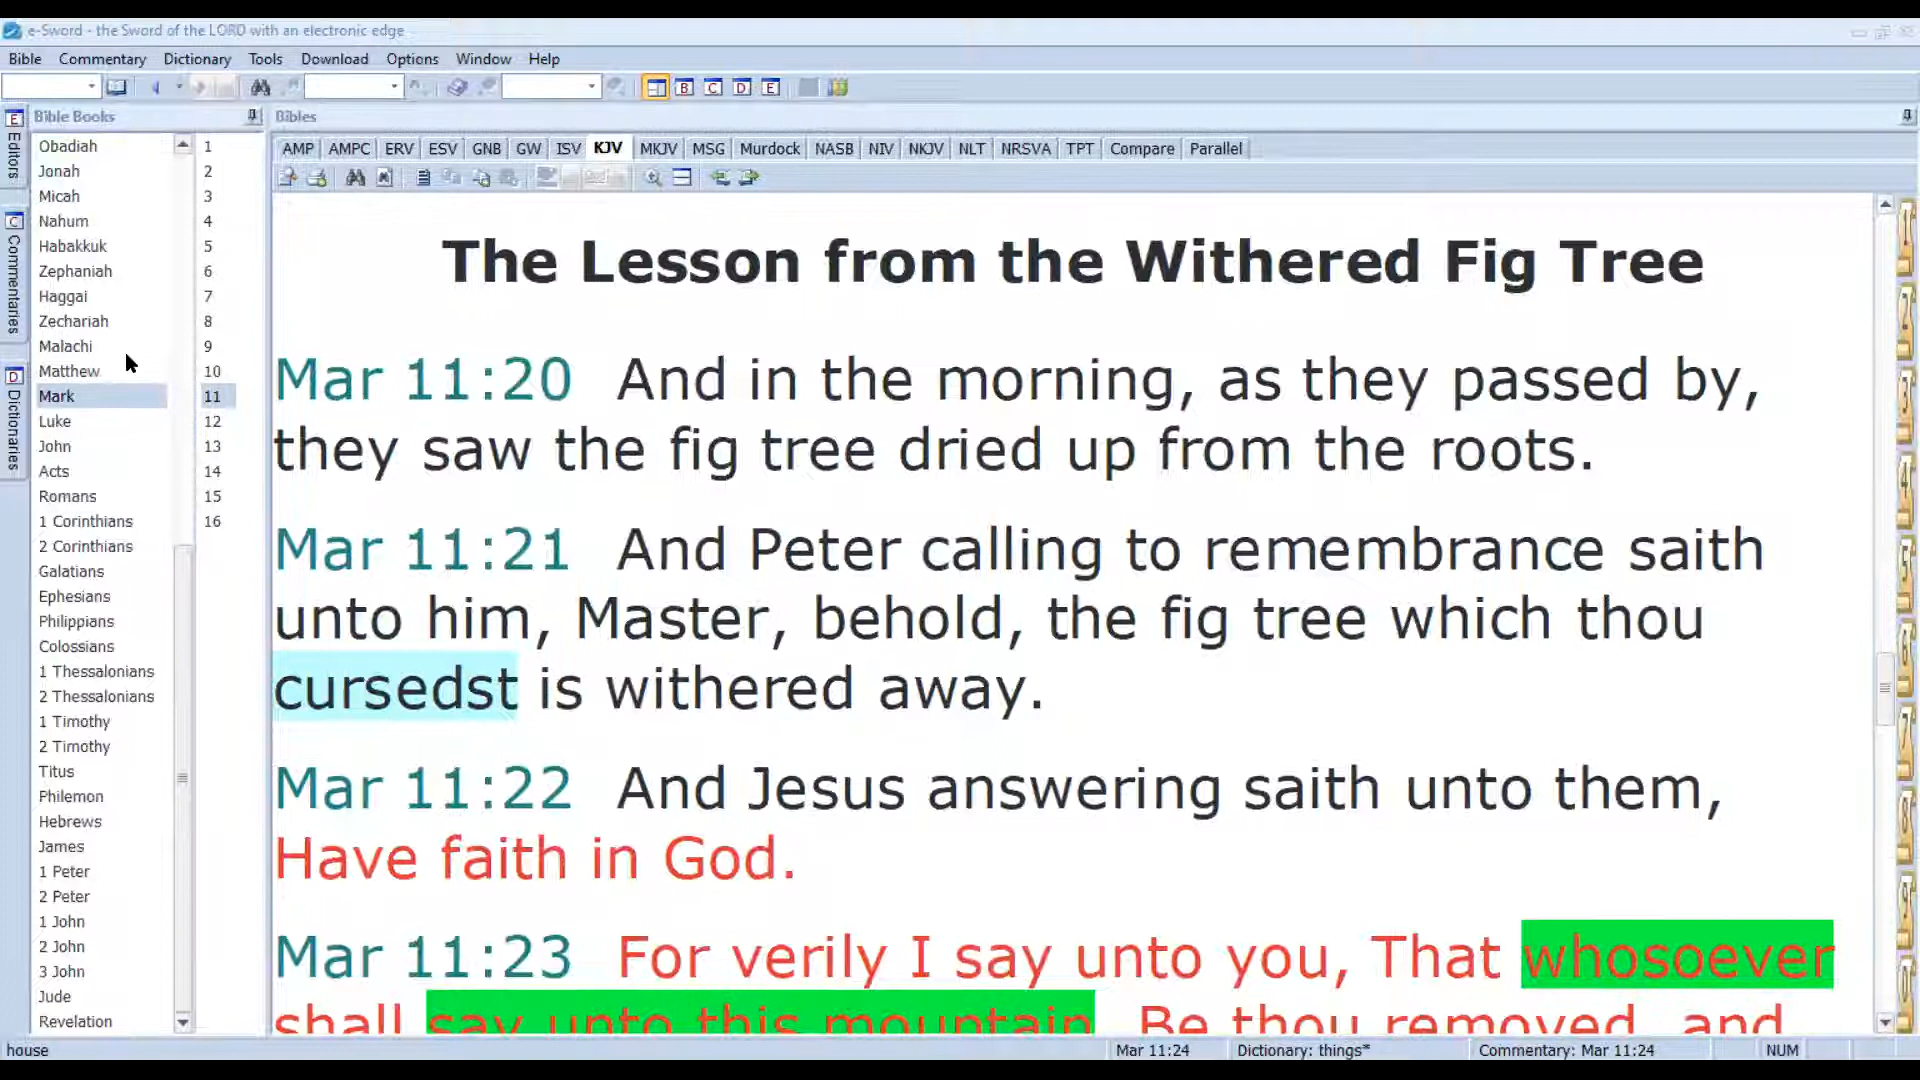 e-Sword - the Sword of the LORD with an electronic edge
Bible Commentary Dictionary Tools Download Options Window Help
B C D E
Bible Books
Bibles
E Editors
C Commentaries
D Dictionaries
Obadiah
Jonah
Micah
Nahum
Habakkuk
Zephaniah
Haggai
Zechariah
Malachi
Matthew
Mark
Luke
John
Acts
Romans
1 Corinthians
2 Corinthians
Galatians
Ephesians
Philippians
Colossians
1 Thessalonians
2 Thessalonians
1 Timothy
2 Timothy
Titus
Philemon
Hebrews
James
1 Peter
2 Peter
1 John
2 John
3 John
Jude
Revelation
1
2
3
4
5
6
7
8
9
10
11
12
13
14
15
16
AMP AMPC ERV ESV GNB GW ISV KJV MKJV MSG Murdock NASB NIV NKJV NLT NRSVA TPT Compare Parallel
The Lesson from the Withered Fig Tree
Mar 11:20 And in the morning, as they passed by,
they saw the fig tree dried up from the roots.
Mar 11:21 And Peter calling to remembrance saith
unto him, Master, behold, the fig tree which thou
cursedst is withered away.
Mar 11:22 And Jesus answering saith unto them,
Have faith in God.
Mar 11:23 For verily I say unto you, That whosoever
shall say unto this mountain, Be thou removed, and
house
Mar 11:24
Dictionary: things*
Commentary: Mar 11:24
NUM